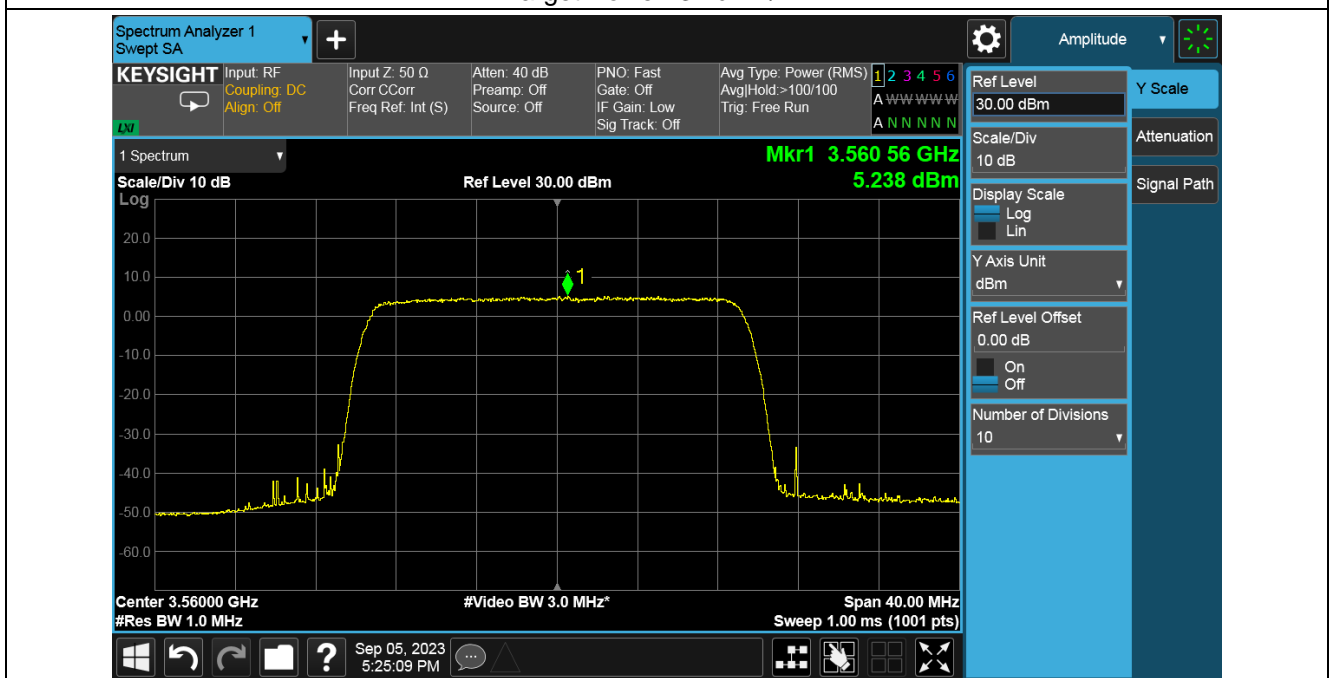 Spectrum Analyzer 1
Swept SA
Amplitude
KEYSIGHT
LXI
Input: RF
Coupling: DC
Align: Off
Input Z: 50 Ω
Corr CCorr
Freq Ref: Int (S)
Atten: 40 dB
Preamp: Off
Source: Off
PNO: Fast
Gate: Off
IF Gain: Low
Sig Track: Off
Avg Type: Power (RMS)
Avg|Hold:>100/100
Trig: Free Run
1 2 3 4 5 6
A W W W W W
A N N N N N
1 Spectrum
Mkr1 3.560 56 GHz
5.238 dBm
Scale/Div 10 dB
Ref Level 30.00 dBm
Log
20.0
10.0
0.00
-10.0
-20.0
-30.0
-40.0
-50.0
-60.0
1
Center 3.56000 GHz
#Video BW 3.0 MHz*
Span 40.00 MHz
#Res BW 1.0 MHz
Sweep 1.00 ms (1001 pts)
Ref Level
30.00 dBm
Scale/Div
10 dB
Display Scale
Log
Lin
Y Axis Unit
dBm
Ref Level Offset
0.00 dB
On
Off
Number of Divisions
10
Y Scale
Attenuation
Signal Path
?
Sep 05, 2023
5:25:09 PM